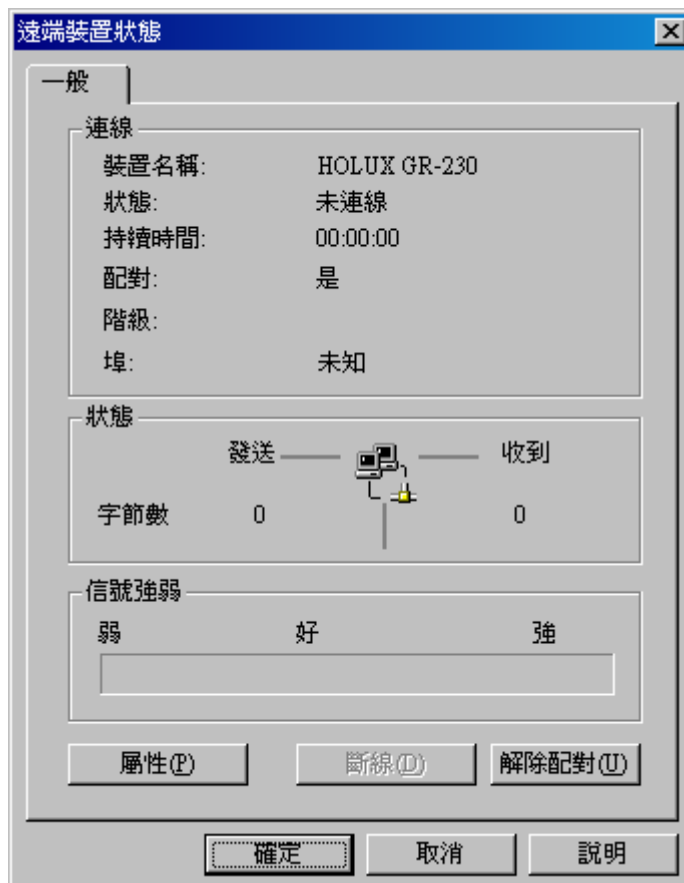 遠端裝置狀態
一般
連線
裝置名稱: HOLUX GR-230
狀態: 未連線
持續時間: 00:00:00
配對: 是
階級:
埠: 未知
狀態
發送 收到
字節數 0 0
信號強弱
弱 好 強
屬性(P) 斷線(D) 解除配對(U)
確定 取消 說明